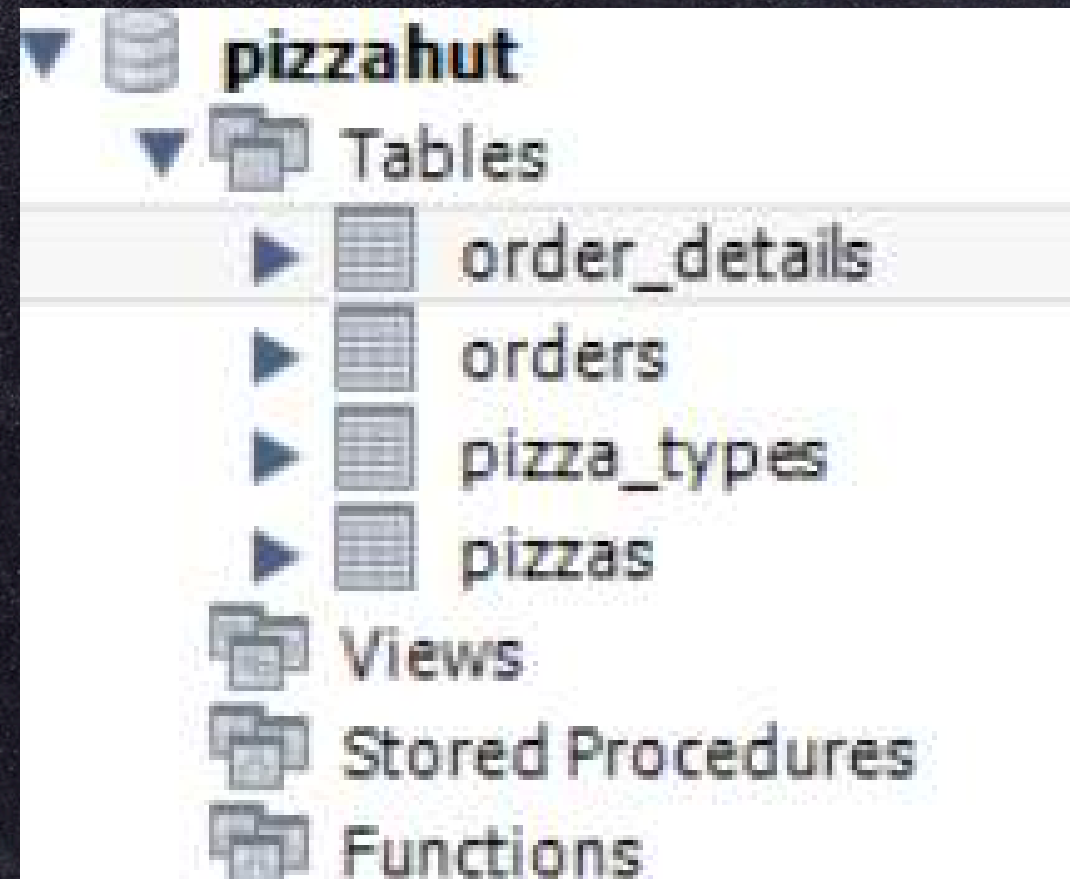 pizzahut
Tables
order_details
orders
pizza_types
pizzas
Views
Stored Procedures
Functions